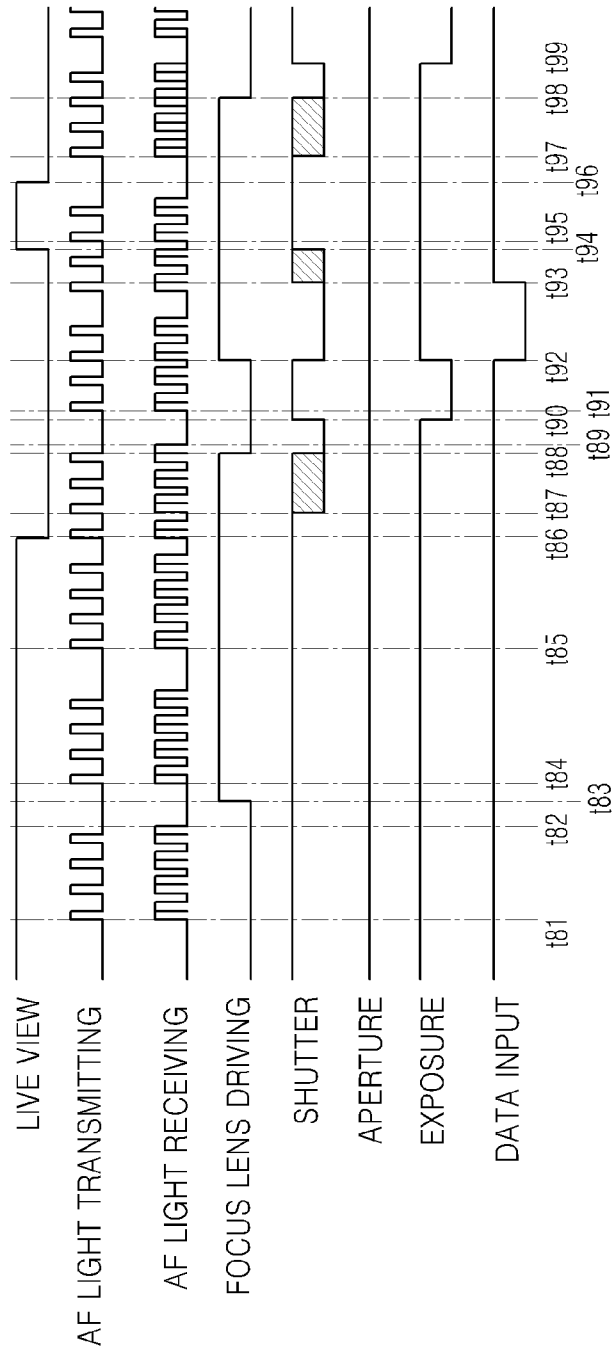 LIVE VIEW
AF LIGHT TRANSMITTING
AF LIGHT RECEIVING
FOCUS LENS DRIVING
SHUTTER
APERTURE
EXPOSURE
DATA INPUT
t81 t82 t84 t85 t86 t87 t88 t90 t92 t93 t95 t97 t98 t99
t83 t89 t91 t94 t96